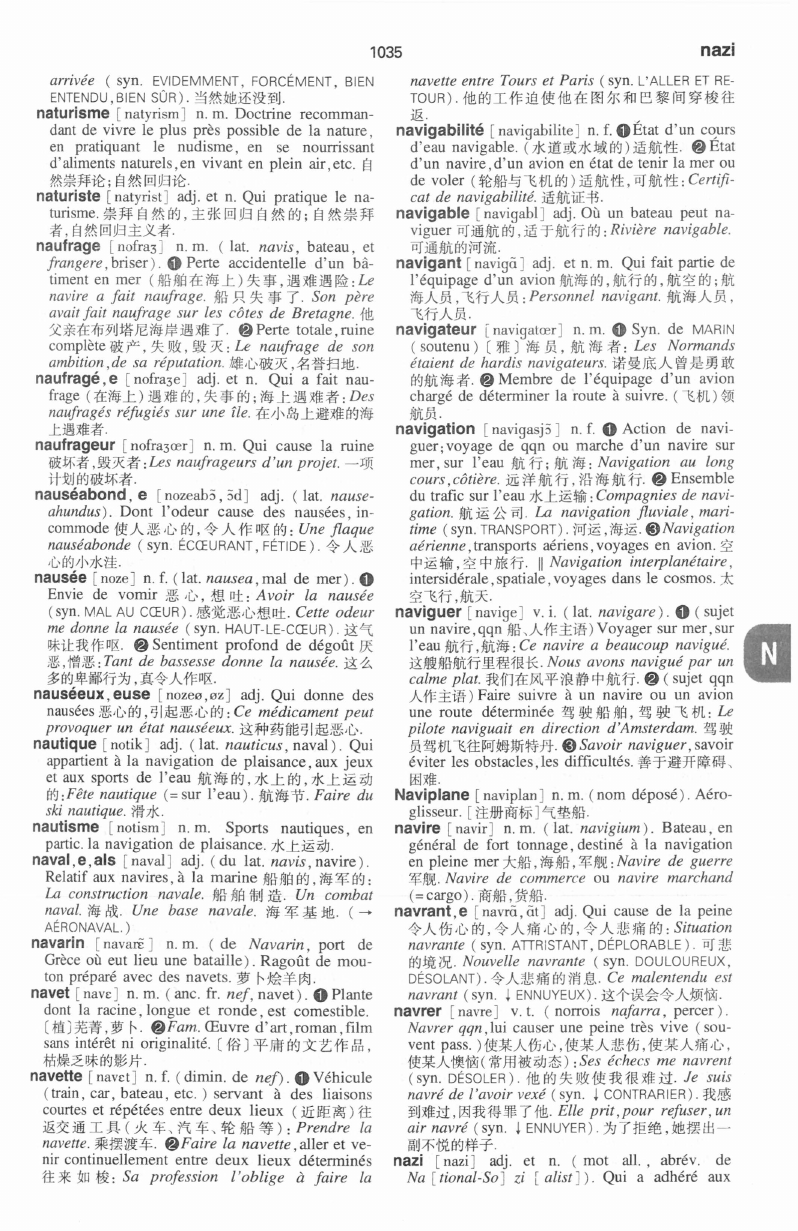 1035
nazi
arrivée ( syn. EVIDEMMENT, FORCÉMENT, BIEN
ENTENDU,BIEN SÛR). 当然她还没到.
naturisme [natyrism] n. m. Doctrine recomman-
dant de vivre le plus près possible de la nature,
en pratiquant le nudisme, en se nourrissant
d'aliments naturels,en vivant en plein air,etc. 自
然崇拜论;自然回归论.
naturiste [natyrist] adj. et n. Qui pratique le na-
turisme. 崇拜自然的,主张回归自然的;自然崇拜
者,自然回归主义者.
naufrage [nofraʒ] n. m. ( lat. navis, bateau, et
frangere,briser). ❶ Perte accidentelle d'un bâ-
timent en mer (船舶在海上)失事,遇难遇险:Le
navire a fait naufrage. 船只失事了. Son père
avait fait naufrage sur les côtes de Bretagne. 他
父亲在布列塔尼海岸遇难了. ❷Perte totale,ruine
complète 破产,失败,毁灭:Le naufrage de son
ambition,de sa réputation. 雄心破灭,名誉扫地.
naufragé,e [nofraʒe] adj. et n. Qui a fait nau-
frage (在海上)遇难的,失事的;海上遇难者:Des
naufragés réfugiés sur une île. 在小岛上避难的海
上遇难者.
naufrageur [nofraʒœr] n. m. Qui cause la ruine
破坏者,毁灭者:Les naufrageurs d'un projet. 一项
计划的破坏者.
nauséabond, e [nozeabɔ̃, ɔ̃d] adj. ( lat. nause-
ahundus). Dont l'odeur cause des nausées, in-
commode 使人恶心的,令人作呕的: Une flaque
nauséabonde ( syn. ÉCŒURANT, FÉTIDE). 令人恶
心的小水洼.
nausée [noze] n. f. (lat. nausea,mal de mer). ❶
Envie de vomir 恶心,想吐: Avoir la nausée
(syn. MAL AU CŒUR). 感觉恶心想吐. Cette odeur
me donne la nausée (syn. HAUT-LE-CŒUR). 这气
味让我作呕. ❷ Sentiment profond de dégoût 厌
恶,憎恶:Tant de bassesse donne la nausée. 这么
多的卑鄙行为,真令人作呕.
nauséeux,euse [nozeø,øz] adj. Qui donne des
nausées 恶心的,引起恶心的:Ce médicament peut
provoquer un état nauséeux. 这种药能引起恶心.
nautique [notik] adj. (lat. nauticus, naval). Qui
appartient à la navigation de plaisance,aux jeux
et aux sports de l'eau 航海的,水上的,水上运动
的:Fête nautique (=sur l'eau). 航海节. Faire du
ski nautique. 滑水.
nautisme [notism] n. m. Sports nautiques, en
partic. la navigation de plaisance. 水上运动.
naval,e,als [naval] adj. (du lat. navis,navire).
Relatif aux navires,à la marine 船舶的,海军的:
La construction navale. 船舶制造. Un combat
naval. 海战. Une base navale. 海军基地. (→
AÉRONAVAL.)
navarin [navarɛ̃] n. m. ( de Navarin, port de
Grèce où eut lieu une bataille). Ragoût de mou-
ton préparé avec des navets. 萝卜烩羊肉.
navet [navɛ] n. m. (anc. fr. nef,navet). ❶Plante
dont la racine,longue et ronde,est comestible.
〔植〕芜菁,萝卜. ❷Fam. Œuvre d'art,roman,film
sans intérêt ni originalité. 〔俗〕平庸的文艺作品,
枯燥乏味的影片.
navette [navɛt] n. f. (dimin. de nef). ❶Véhicule
(train, car, bateau, etc. ) servant à des liaisons
courtes et répétées entre deux lieux (近距离)往
返交通工具(火车、汽车、轮船等): Prendre la
navette. 乘摆渡车. ❷Faire la navette,aller et ve-
nir continuellement entre deux lieux déterminés
往来如梭: Sa profession l'oblige à faire la
navette entre Tours et Paris (syn. L'ALLER ET RE-
TOUR). 他的工作迫使他在图尔和巴黎间穿梭往
返.
navigabilité [navigabilite] n. f. ❶État d'un cours
d'eau navigable. (水道或水域的)适航性. ❷État
d'un navire,d'un avion en état de tenir la mer ou
de voler (轮船与飞机的)适航性,可航性:Certifi-
cat de navigabilité. 适航证书.
navigable [navigabl] adj. Où un bateau peut na-
viguer 可通航的,适于航行的:Rivière navigable.
可通航的河流.
navigant [navigɑ̃] adj. et n. m. Qui fait partie de
l'équipage d'un avion 航海的,航行的,航空的;航
海人员,飞行人员:Personnel navigant. 航海人员,
飞行人员.
navigateur [navigatœr] n. m. ❶ Syn. de MARIN
(soutenu)〔雅〕海员,航海者: Les Normands
étaient de hardis navigateurs. 诺曼底人曾是勇敢
的航海者. ❷ Membre de l'équipage d'un avion
chargé de déterminer la route à suivre. (飞机)领
航员.
navigation [navigasjɔ̃] n. f. ❶ Action de navi-
guer;voyage de qqn ou marche d'un navire sur
mer, sur l'eau 航行; 航海: Navigation au long
cours,côtière. 远洋航行,沿海航行. ❷Ensemble
du trafic sur l'eau 水上运输:Compagnies de navi-
gation. 航运公司. La navigation fluviale, mari-
time (syn. TRANSPORT). 河运,海运. ❸Navigation
aérienne,transports aériens,voyages en avion. 空
中运输,空中旅行. ‖ Navigation interplanétaire,
intersidérale,spatiale,voyages dans le cosmos. 太
空飞行,航天.
naviguer [navige] v. i. (lat. navigare). ❶ (sujet
un navire,qqn 船、人作主语) Voyager sur mer,sur
l'eau 航行,航海:Ce navire a beaucoup navigué.
这艘船航行里程很长. Nous avons navigué par un
calme plat. 我们在风平浪静中航行. ❷ (sujet qqn
人作主语) Faire suivre à un navire ou un avion
une route déterminée 驾驶船舶,驾驶飞机: Le
pilote naviguait en direction d'Amsterdam. 驾驶
员驾机飞往阿姆斯特丹. ❸Savoir naviguer,savoir
éviter les obstacles,les difficultés. 善于避开障碍、
困难.
Naviplane [naviplan] n. m. (nom déposé). Aéro-
glisseur. [注册商标]气垫船.
navire [navir] n. m. ( lat. navigium). Bateau, en
général de fort tonnage,destiné à la navigation
en pleine mer 大船,海船,军舰:Navire de guerre
军舰. Navire de commerce ou navire marchand
(=cargo). 商船,货船.
navrant,e [navrɑ̃, ɑ̃t] adj. Qui cause de la peine
令人伤心的,令人痛心的,令人悲痛的:Situation
navrante ( syn. ATTRISTANT, DÉPLORABLE). 可悲
的境况. Nouvelle navrante ( syn. DOULOUREUX,
DÉSOLANT). 令人悲痛的消息. Ce malentendu est
navrant (syn. ↓ENNUYEUX). 这个误会令人烦恼.
navrer [navre] v. t. ( norrois nafarra, percer).
Navrer qqn,lui causer une peine très vive (sou-
vent pass. )使某人伤心,使某人悲伤,使某人痛心,
使某人懊恼(常用被动态):Ses échecs me navrent
(syn. DÉSOLER). 他的失败使我很难过. Je suis
navré de l'avoir vexé (syn. ↓CONTRARIER). 我感
到难过,因我得罪了他. Elle prit,pour refuser,un
air navré (syn. ↓ENNUYER). 为了拒绝,她摆出一
副不悦的样子.
nazi [nazi] adj. et n. ( mot all. , abrév. de
Na [tional-So] zi [alist]). Qui a adhéré aux
N